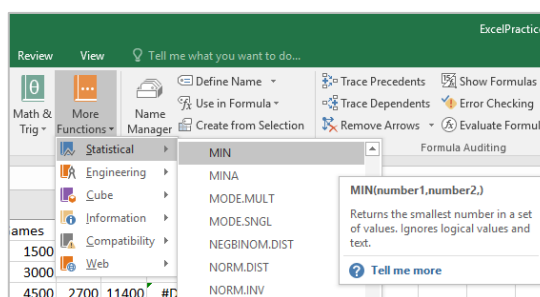 ExcelPractic
Review View Tell me what you want to do...
Math & Trig
More Functions
Name Manager
Define Name
Use in Formula
Create from Selection
Trace Precedents
Trace Dependents
Remove Arrows
Show Formulas
Error Checking
Evaluate Formul
Formula Auditing
Statistical
Engineering
Cube
Information
Compatibility
Web
MIN
MINA
MODE.MULT
MODE.SNGL
NEGBINOM.DIST
NORM.DIST
NORM.INV
MIN(number1,number2,)
Returns the smallest number in a set
of values. Ignores logical values and
text.
Tell me more
ames
1500
3000
4500 2700 11400 #D